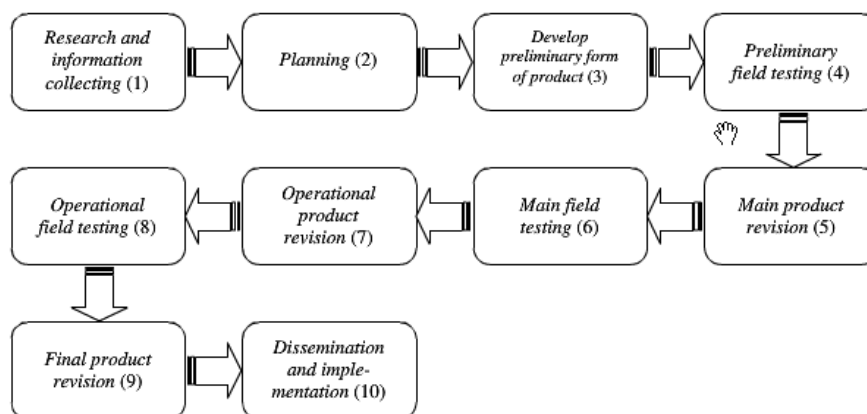 Research and
information
collecting (1)
Planning (2)
Develop
preliminary form
of product (3)
Preliminary
field testing (4)
Main product
revision (5)
Main field
testing (6)
Operational
product
revision (7)
Operational
field testing (8)
Final product
revision (9)
Dissemination
and imple-
mentation (10)